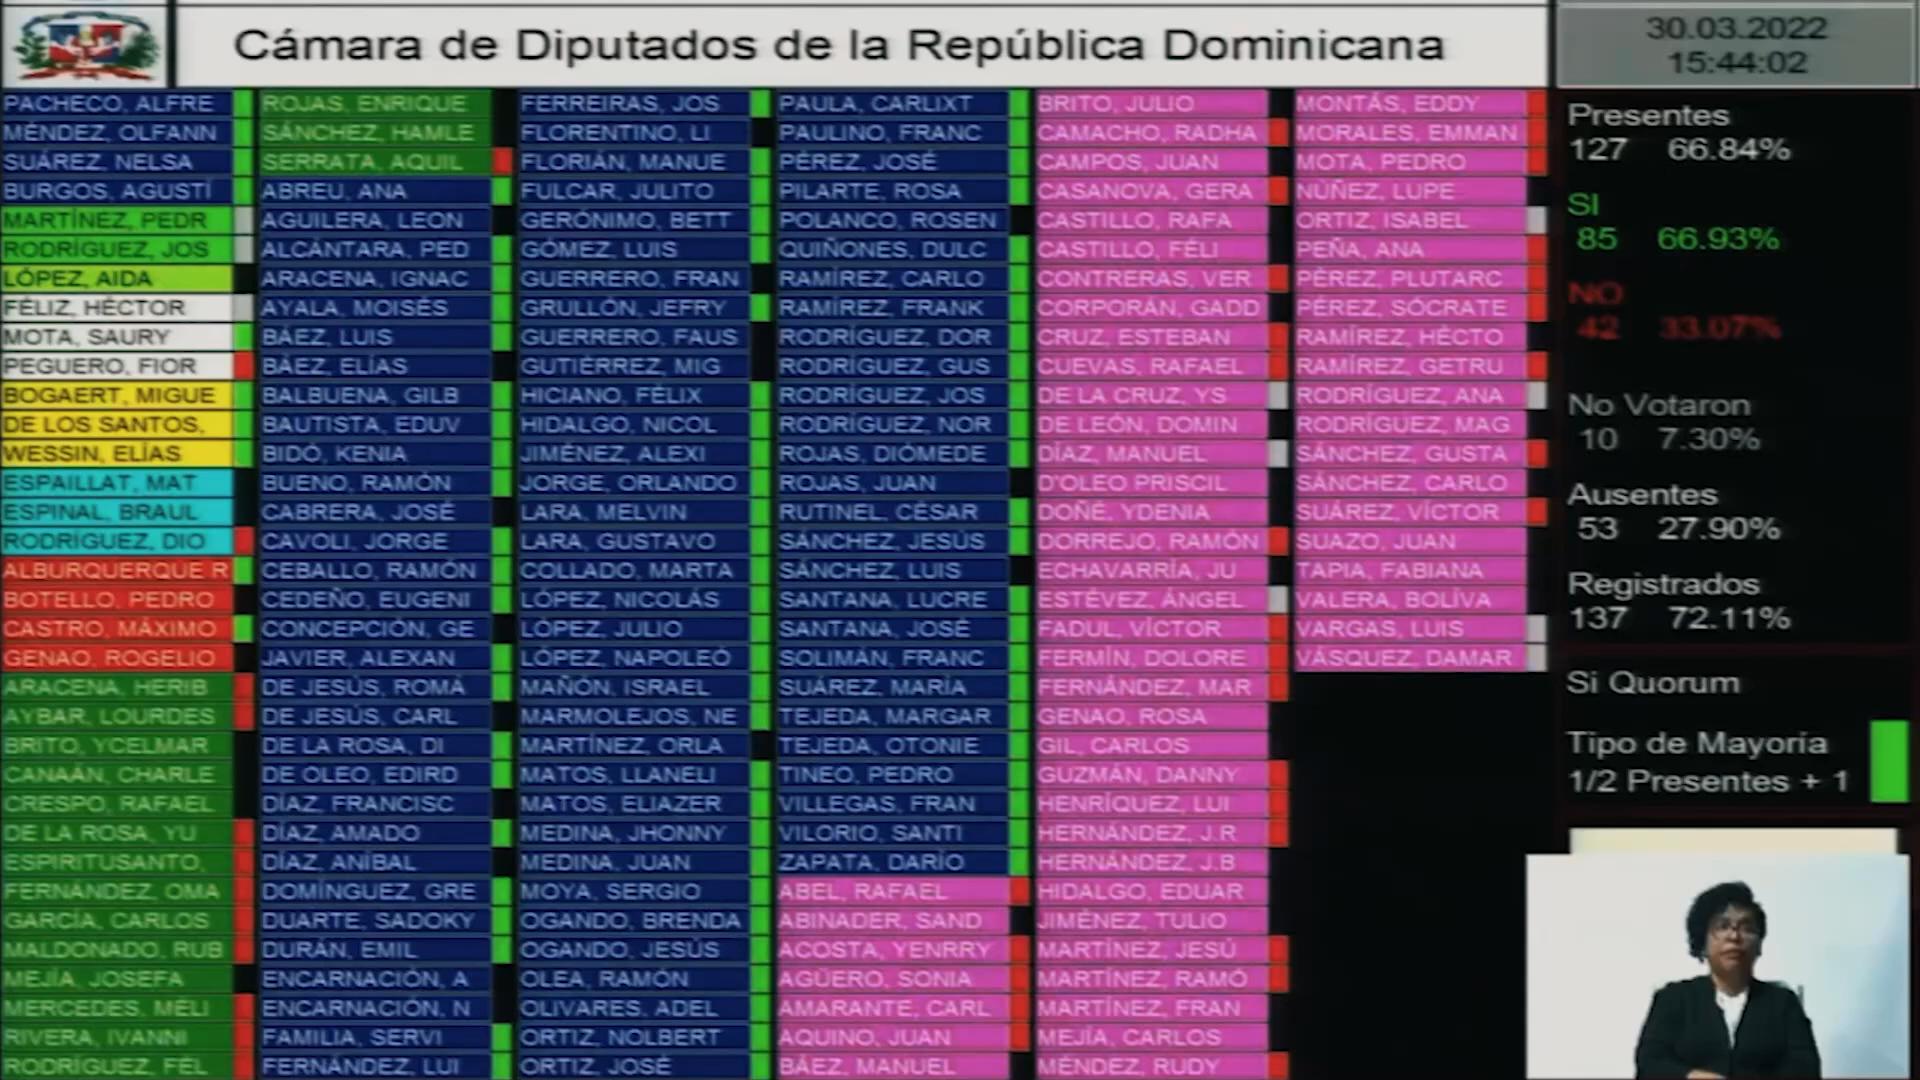 Cámara de Diputados de la República Dominicana
30.03.2022
15:44:02
PACHECO, ALFRE
MÉNDEZ, OLFANN
SUÁREZ, NELSA
BURGOS, AGUSTÍ
MARTÍNEZ, PEDR
RODRÍGUEZ, JOS
LÓPEZ, AIDA
FÉLIZ, HÉCTOR
MOTA, SAURY
PEGUERO, FIOR
BOGAERT, MIGUE
DE LOS SANTOS,
WESSIN, ELÍAS
ESPAILLAT, MAT
ESPINAL, BRAUL
RODRÍGUEZ, DIO
ALBURQUERQUE R
BOTELLO, PEDRO
CASTRO, MÁXIMO
GENAO, ROGELIO
ARACENA, HERIB
AYBAR, LOURDES
BRITO, YCELMAR
CANAÁN, CHARLE
CRESPO, RAFAEL
DE LA ROSA, YU
ESPIRITUSANTO,
FERNÁNDEZ, OMA
GARCÍA, CARLOS
MALDONADO, RUB
MEJÍA, JOSEFA
MERCEDES, MÉLI
RIVERA, IVANNI
RODRÍGUEZ, FÉL
ROJAS, ENRIQUE
SÁNCHEZ, HAMLE
SERRATA, AQUIL
ABREU, ANA
AGUILERA, LEON
ALCÁNTARA, PED
ARACENA, IGNAC
AYALA, MOISÉS
BÁEZ, LUIS
BÁEZ, ELÍAS
BALBUENA, GILB
BAUTISTA, EDUV
BIDÓ, KENIA
BUENO, RAMÓN
CABRERA, JOSÉ
CAVOLI, JORGE
CEBALLO, RAMÓN
CEDEÑO, EUGENI
CONCEPCIÓN, GE
JAVIER, ALEXAN
DE JESÚS, ROMÁ
DE JESÚS, CARL
DE LA ROSA, DI
DE OLEO, EDIRD
DÍAZ, FRANCISC
DÍAZ, AMADO
DÍAZ, ANÍBAL
DOMÍNGUEZ, GRE
DUARTE, SADOKY
DURÁN, EMIL
ENCARNACIÓN, A
ENCARNACIÓN, N
FAMILIA, SERVI
FERNÁNDEZ, LUI
FERREIRAS, JOS
FLORENTINO, LI
FLORIÁN, MANUE
FULCAR, JULITO
GERÓNIMO, BETT
GÓMEZ, LUIS
GUERRERO, FRAN
GRULLÓN, JEFRY
GUERRERO, FAUS
GUTIÉRREZ, MIG
HICIANO, FÉLIX
HIDALGO, NICOL
JIMÉNEZ, ALEXI
JORGE, ORLANDO
LARA, MELVIN
LARA, GUSTAVO
COLLADO, MARTA
LÓPEZ, NICOLÁS
LÓPEZ, JULIO
LÓPEZ, NAPOLEÓ
MAÑÓN, ISRAEL
MARMOLEJOS, NE
MARTÍNEZ, ORLA
MATOS, LLANELI
MATOS, ELIAZER
MEDINA, JHONNY
MEDINA, JUAN
MOYA, SERGIO
OGANDO, BRENDA
OGANDO, JESÚS
OLEA, RAMÓN
OLIVARES, ADEL
ORTIZ, NOLBERT
ORTIZ, JOSÉ
PAULA, CARLIXT
PAULINO, FRANC
PÉREZ, JOSÉ
PILARTE, ROSA
POLANCO, ROSEN
QUIÑONES, DULC
RAMÍREZ, CARLO
RAMÍREZ, FRANK
RODRÍGUEZ, DOR
RODRÍGUEZ, GUS
RODRÍGUEZ, JOS
RODRÍGUEZ, NOR
ROJAS, DIÓMEDE
ROJAS, JUAN
RUTINEL, CÉSAR
SÁNCHEZ, JESÚS
SÁNCHEZ, LUIS
SANTANA, LUCRE
SANTANA, JOSÉ
SOLIMÁN, FRANC
SUÁREZ, MARÍA
TEJEDA, MARGAR
TEJEDA, OTONIE
TINEO, PEDRO
VILLEGAS, FRAN
VILORIO, SANTI
ZAPATA, DARÍO
ABEL, RAFAEL
ABINADER, SAND
ACOSTA, YENRRY
AGÜERO, SONIA
AMARANTE, CARL
AQUINO, JUAN
BÁEZ, MANUEL
BRITO, JULIO
CAMACHO, RADHA
CAMPOS, JUAN
CASANOVA, GERA
CASTILLO, RAFA
CASTILLO, FÉLI
CONTRERAS, VER
CORPORÁN, GADD
CRUZ, ESTEBAN
CUEVAS, RAFAEL
DE LA CRUZ, YS
DE LEÓN, DOMIN
DÍAZ, MANUEL
D'OLEO PRISCIL
DOÑÉ, YDENIA
DORREJO, RAMÓN
ECHAVARRÍA, JU
ESTÉVEZ, ÁNGEL
FADUL, VÍCTOR
FERMÍN, DOLORE
FERNÁNDEZ, MAR
GENAO, ROSA
GIL, CARLOS
GUZMÁN, DANNY
HENRÍQUEZ, LUI
HERNÁNDEZ, J.R
HERNÁNDEZ, J.B
HIDALGO, EDUAR
JIMÉNEZ, TULIO
MARTÍNEZ, JESÚ
MARTÍNEZ, RAMÓ
MARTÍNEZ, FRAN
MEJÍA, CARLOS
MÉNDEZ, RUDY
MONTÁS, EDDY
MORALES, EMMAN
MOTA, PEDRO
NÚÑEZ, LUPE
ORTIZ, ISABEL
PEÑA, ANA
PÉREZ, PLUTARC
PÉREZ, SÓCRATE
RAMÍREZ, HÉCTO
RAMÍREZ, GETRU
RODRÍGUEZ, ANA
RODRÍGUEZ, MAG
SÁNCHEZ, GUSTA
SÁNCHEZ, CARLO
SUÁREZ, VÍCTOR
SUAZO, JUAN
TAPIA, FABIANA
VALERA, BOLÍVA
VARGAS, LUIS
VÁSQUEZ, DAMAR
Presentes
127 66.84%
SI
85 66.93%
NO
42 33.07%
No Votaron
10 7.30%
Ausentes
53 27.90%
Registrados
137 72.11%
Si Quorum
Tipo de Mayoría
1/2 Presentes + 1